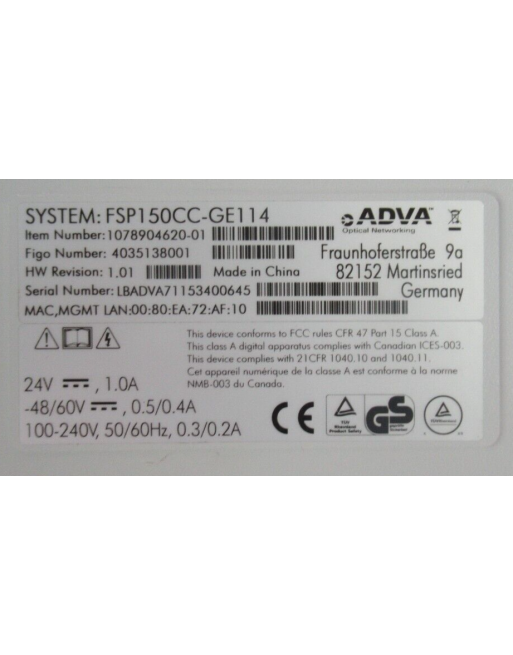 SYSTEM: FSP150CC-GE114
ADVA
Optical Networking
Item Number:1078904620-01
Figo Number: 4035138001
HW Revision: 1.01
Made in China
Serial Number: LBADVA71153400645
MAC,MGMT LAN:00:80:EA:72:AF:10
Fraunhoferstraße 9a
82152 Martinsried
Germany
This device conforms to FCC rules CFR 47 Part 15 Class A.
This class A digital apparatus complies with Canadian ICES-003.
This device complies with 21CFR 1040.10 and 1040.11.
Cet appareil numérique de la classe A est conforme à la norme
NMB-003 du Canada.
24V, 1.0A
-48/60V, 0.5/0.4A
100-240V, 50/60Hz, 0.3/0.2A
CE
GS